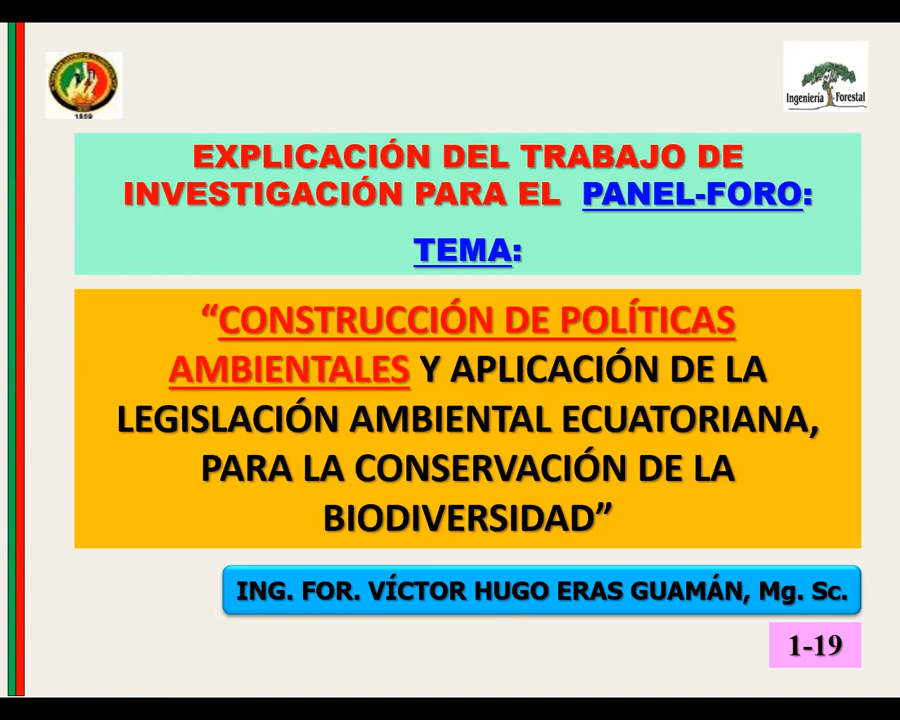 1859
Ingeniería Forestal
EXPLICACIÓN DEL TRABAJO DE
INVESTIGACIÓN PARA EL PANEL-FORO:
TEMA:
“CONSTRUCCIÓN DE POLÍTICAS
AMBIENTALES Y APLICACIÓN DE LA
LEGISLACIÓN AMBIENTAL ECUATORIANA,
PARA LA CONSERVACIÓN DE LA
BIODIVERSIDAD”
ING. FOR. VÍCTOR HUGO ERAS GUAMÁN, Mg. Sc.
1-19